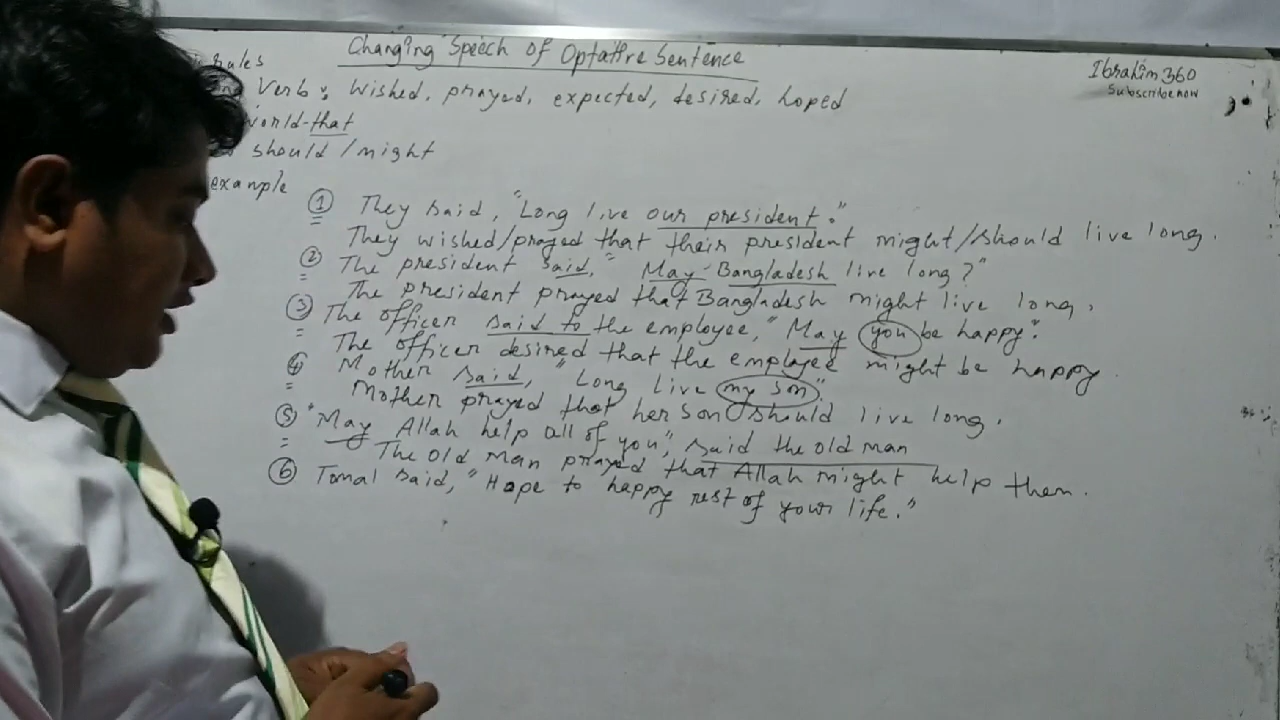 Changing Speech Of Optative Sentence
Ibrahim360
Subscribe now
rules
Verb: Wished, prayed, expected, desired, hoped
world-that
should/might
example
① They said, "Long live our president."
They wished/prayed that their president might/should live long.
② The president said, "May Bangladesh live long?"
The president prayed that Bangladesh might live long.
③ The officer said to the employee, "May you be happy".
The officer desired that the employee might be happy.
④ Mother said, "Long live my son".
Mother prayed that her son should live long.
⑤ "May Allah help all of you", said the old man
The old man prayed that Allah might help them.
⑥ Tomal said, "Hope to happy rest of your life."